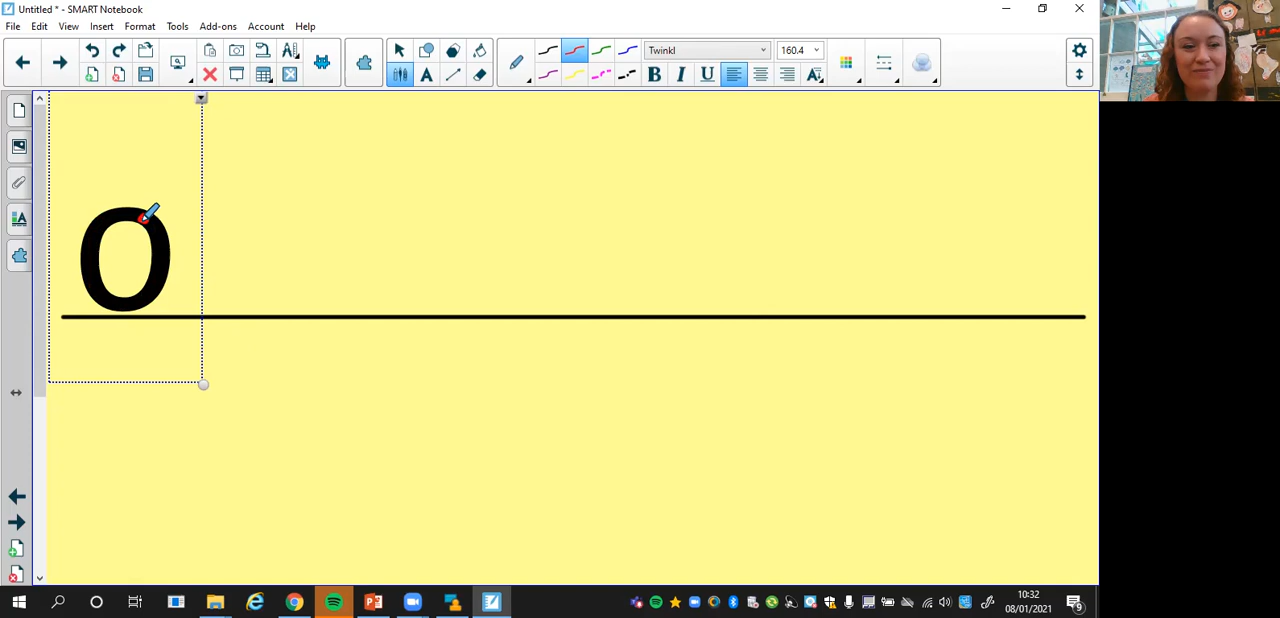 Untitled * - SMART Notebook
File Edit View Insert Format Tools Add-ons Account Help
Twinkl 160.4
B I U A
A
o
10:32
08/01/2021
9